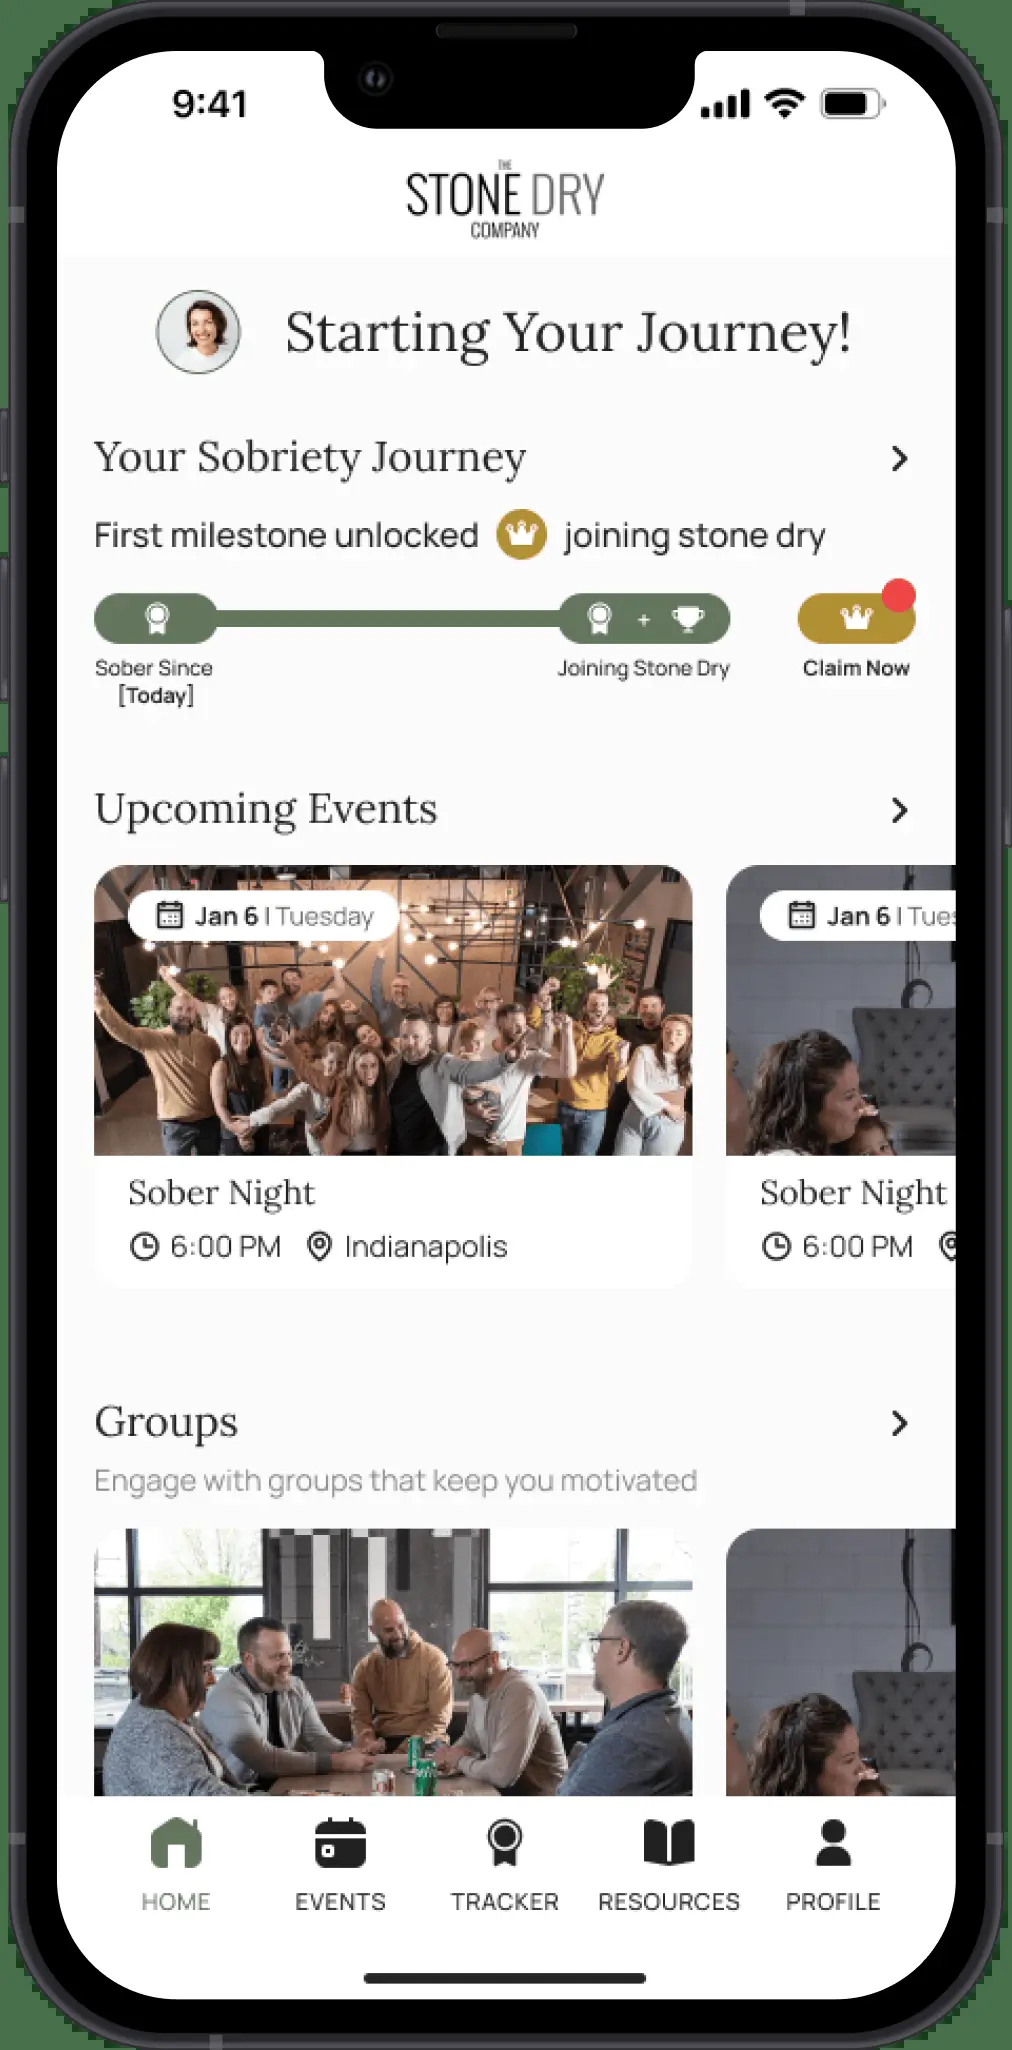 9:41
THE
STONE DRY
COMPANY
Starting Your Journey!
Your Sobriety Journey
First milestone unlocked joining stone dry
+
Sober Since
[Today]
Joining Stone Dry
Claim Now
Upcoming Events
Jan 6 | Tuesday
Jan 6 | Tues
Sober Night
6:00 PM Indianapolis
Sober Night
6:00 PM
Groups
Engage with groups that keep you motivated
HOME
EVENTS
TRACKER
RESOURCES
PROFILE